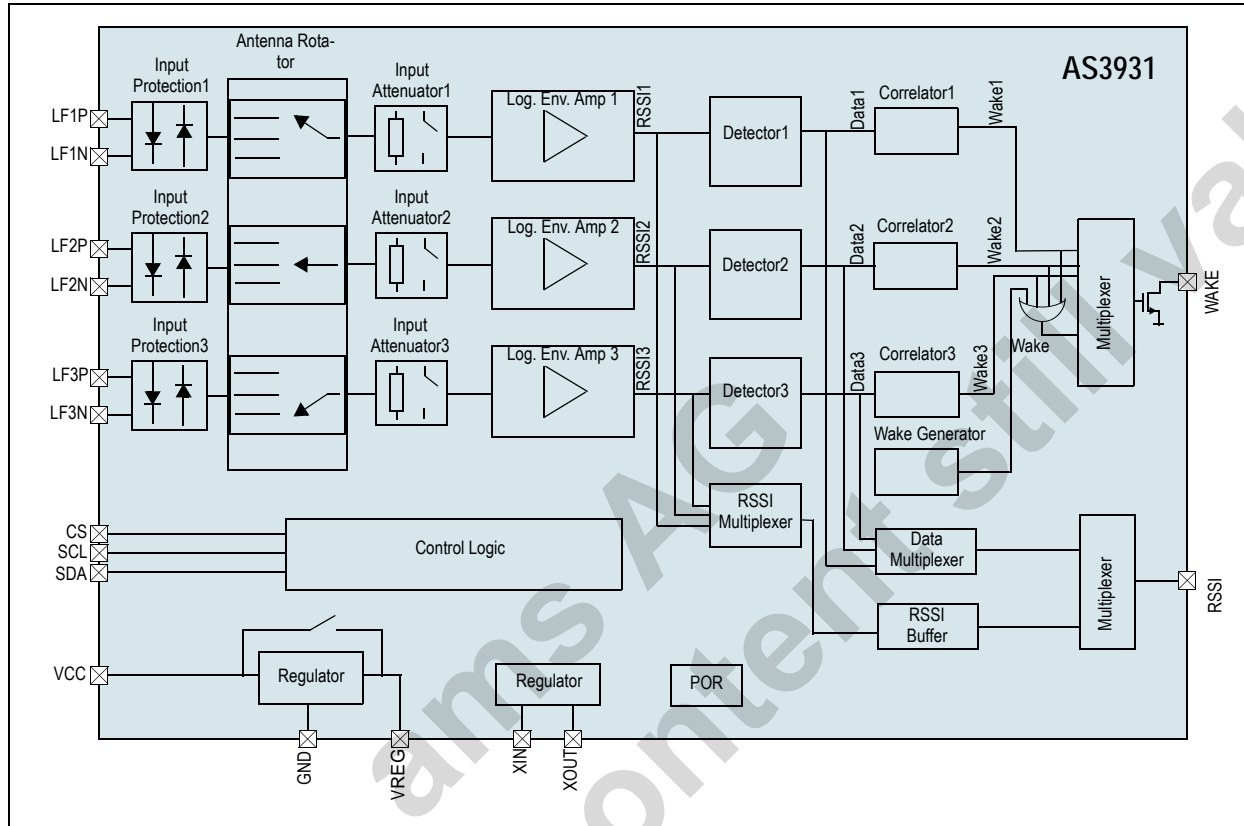 AS3931
Antenna Rota-
tor
Input
Protection1
Input
Attenuator1
Log. Env. Amp 1
RSSI1
Detector1
Data1
Correlator1
Wake1
LF1P
LF1N
Input
Protection2
Input
Attenuator2
Log. Env. Amp 2
RSSI2
Detector2
Data2
Correlator2
Wake2
LF2P
LF2N
Multiplexer
WAKE
Input
Protection3
Input
Attenuator3
Log. Env. Amp 3
RSSI3
Detector3
Data3
Correlator3
Wake3
Wake
LF3P
LF3N
Wake Generator
RSSI
Multiplexer
CS
SCL
SDA
Control Logic
Data
Multiplexer
RSSI
Buffer
Multiplexer
RSSI
VCC
Regulator
Regulator
POR
GND
VREG
XIN
XOUT
ams AG
content still va